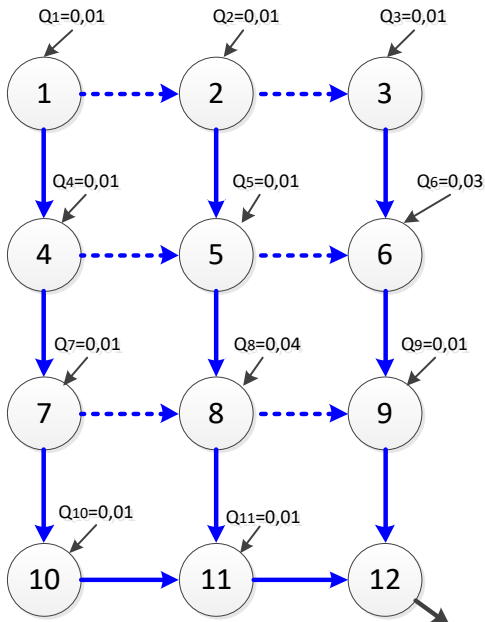 Q1=0,01 Q2=0,01 Q3=0,01
1 2 3
Q4=0,01 Q5=0,01 Q6=0,03
4 5 6
Q7=0,01 Q8=0,04 Q9=0,01
7 8 9
Q10=0,01 Q11=0,01
10 11 12